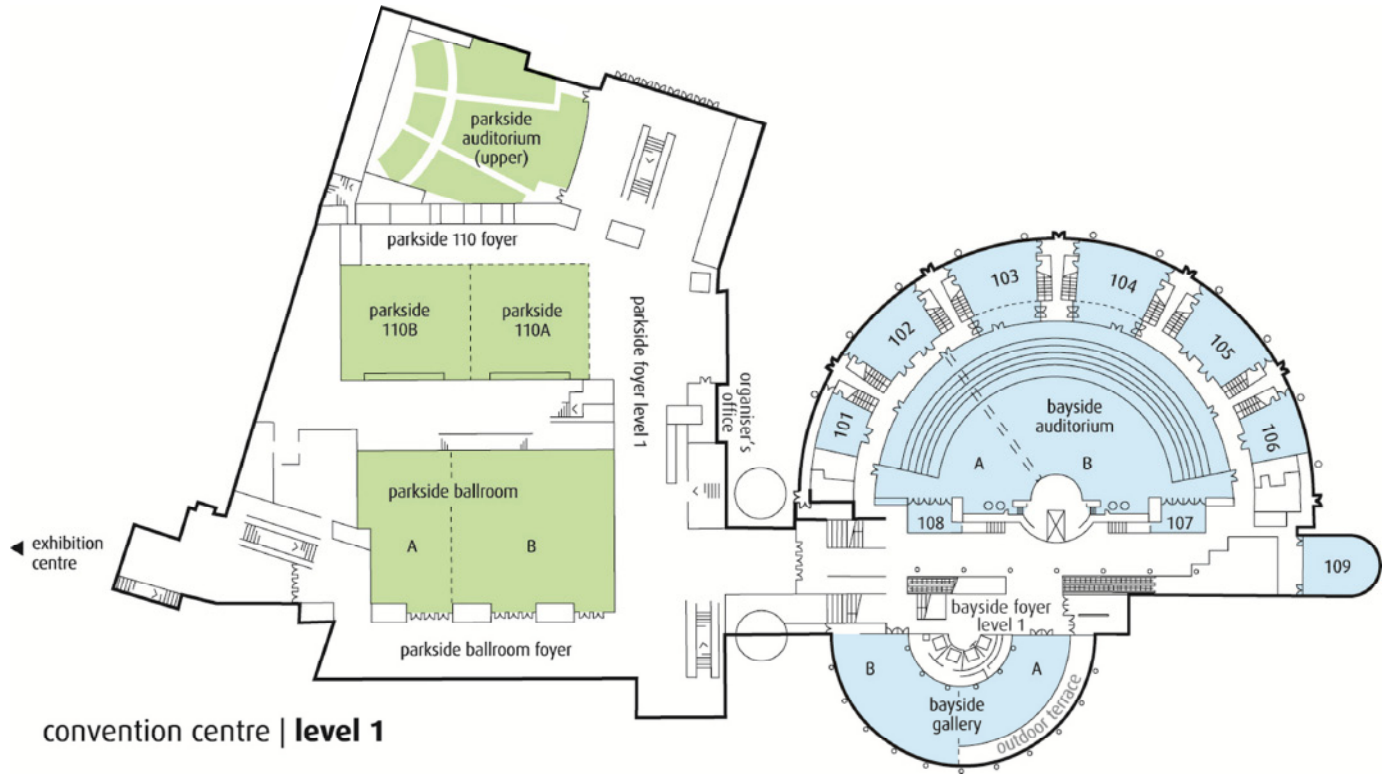 parkside
auditorium
(upper)
parkside 110 foyer
parkside
110B
parkside
110A
parkside foyer level 1
organiser's
office
parkside ballroom
A
B
parkside ballroom foyer
exhibition
centre
101
102
103
104
105
106
bayside
auditorium
A
B
108
107
109
bayside foyer
level 1
B
A
bayside
gallery
outdoor terrace
convention centre | level 1